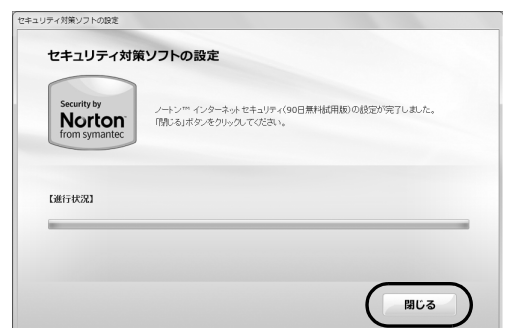 セキュリティ対策ソフトの設定
セキュリティ対策ソフトの設定
Security by
Norton
from symantec
ノートン™ インターネットセキュリティ(90日無料試用版)の設定が完了しました。
「閉じる」ボタンをクリックしてください。
【進行状況】
閉じる